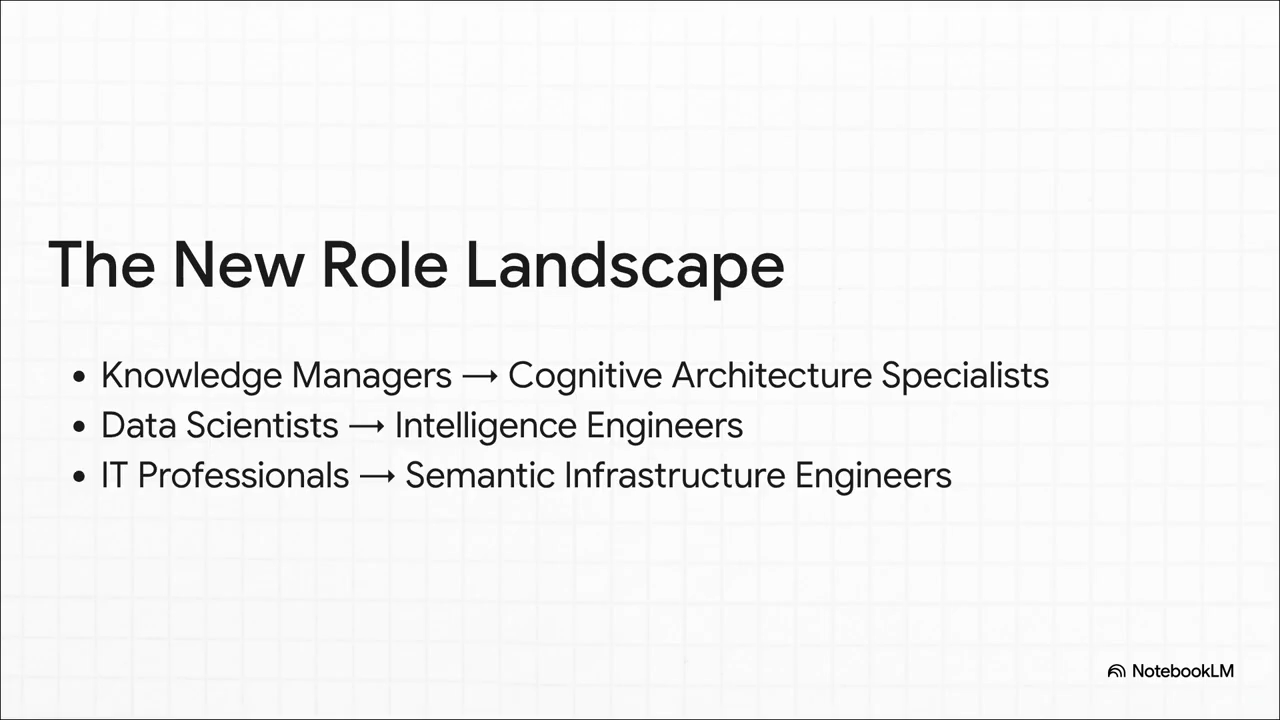 The New Role Landscape
• Knowledge Managers → Cognitive Architecture Specialists
• Data Scientists → Intelligence Engineers
• IT Professionals → Semantic Infrastructure Engineers
NotebookLM